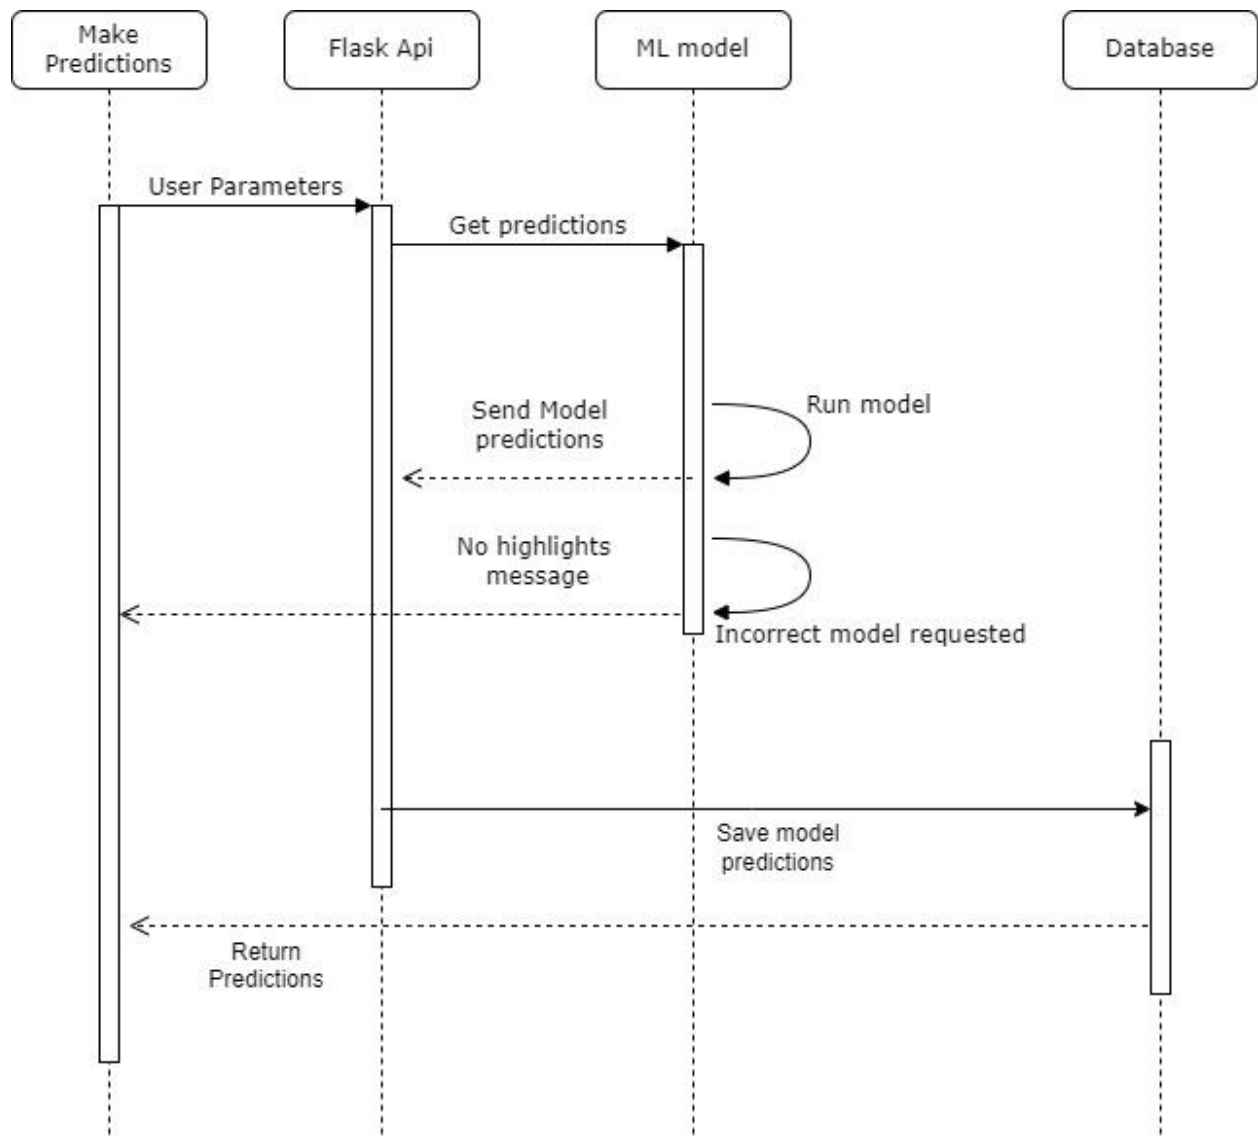 Make
Predictions
Flask Api
ML model
Database
User Parameters
Get predictions
Run model
Send Model
predictions
No highlights
message
Incorrect model requested
Save model
predictions
Return
Predictions